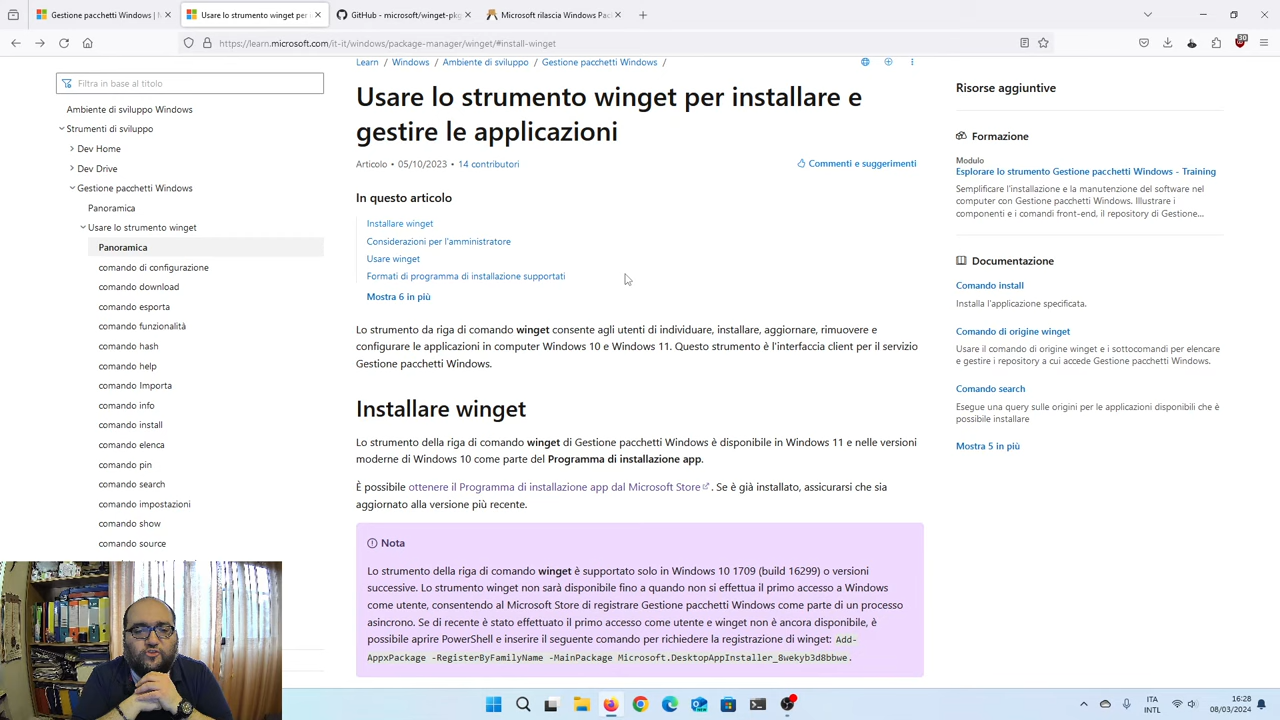 Gestione pacchetti Windows | M
Usare lo strumento winget per i
GitHub - microsoft/winget-pkg
Microsoft rilascia Windows Pac
https://learn.microsoft.com/it-it/windows/package-manager/winget/#install-winget
30
Learn / Windows / Ambiente di sviluppo / Gestione pacchetti Windows /
Filtra in base al titolo
Ambiente di sviluppo Windows
Strumenti di sviluppo
Dev Home
Dev Drive
Gestione pacchetti Windows
Panoramica
Usare lo strumento winget
Panoramica
comando di configurazione
comando download
comando esporta
comando funzionalità
comando hash
comando help
comando Importa
comando info
comando install
comando elenca
comando pin
comando search
comando impostazioni
comando show
comando source
Usare lo strumento winget per installare e
gestire le applicazioni
Articolo • 05/10/2023 • 14 contributori
Commenti e suggerimenti
In questo articolo
Installare winget
Considerazioni per l'amministratore
Usare winget
Formati di programma di installazione supportati
Mostra 6 in più
Lo strumento da riga di comando winget consente agli utenti di individuare, installare, aggiornare, rimuovere e
configurare le applicazioni in computer Windows 10 e Windows 11. Questo strumento è l'interfaccia client per il servizio
Gestione pacchetti Windows.
Installare winget
Lo strumento della riga di comando winget di Gestione pacchetti Windows è disponibile in Windows 11 e nelle versioni
moderne di Windows 10 come parte del Programma di installazione app.
È possibile ottenere il Programma di installazione app dal Microsoft Store. Se è già installato, assicurarsi che sia
aggiornato alla versione più recente.
Nota
Lo strumento della riga di comando winget è supportato solo in Windows 10 1709 (build 16299) o versioni
successive. Lo strumento winget non sarà disponibile fino a quando non si effettua il primo accesso a Windows
come utente, consentendo al Microsoft Store di registrare Gestione pacchetti Windows come parte di un processo
asincrono. Se di recente è stato effettuato il primo accesso come utente e winget non è ancora disponibile, è
possibile aprire PowerShell e inserire il seguente comando per richiedere la registrazione di winget: Add-
AppxPackage -RegisterByFamilyName -MainPackage Microsoft.DesktopAppInstaller_8wekyb3d8bbwe.
Risorse aggiuntive
Formazione
Modulo
Esplorare lo strumento Gestione pacchetti Windows - Training
Semplificare l'installazione e la manutenzione del software nel
computer con Gestione pacchetti Windows. Illustrare i
componenti e i comandi front-end, il repository di Gestione...
Documentazione
Comando install
Installa l'applicazione specificata.
Comando di origine winget
Usare il comando di origine winget e i sottocomandi per elencare
e gestire i repository a cui accede Gestione pacchetti Windows.
Comando search
Esegue una query sulle origini per le applicazioni disponibili che è
possibile installare
Mostra 5 in più
ITA
INTL
16:28
08/03/2024